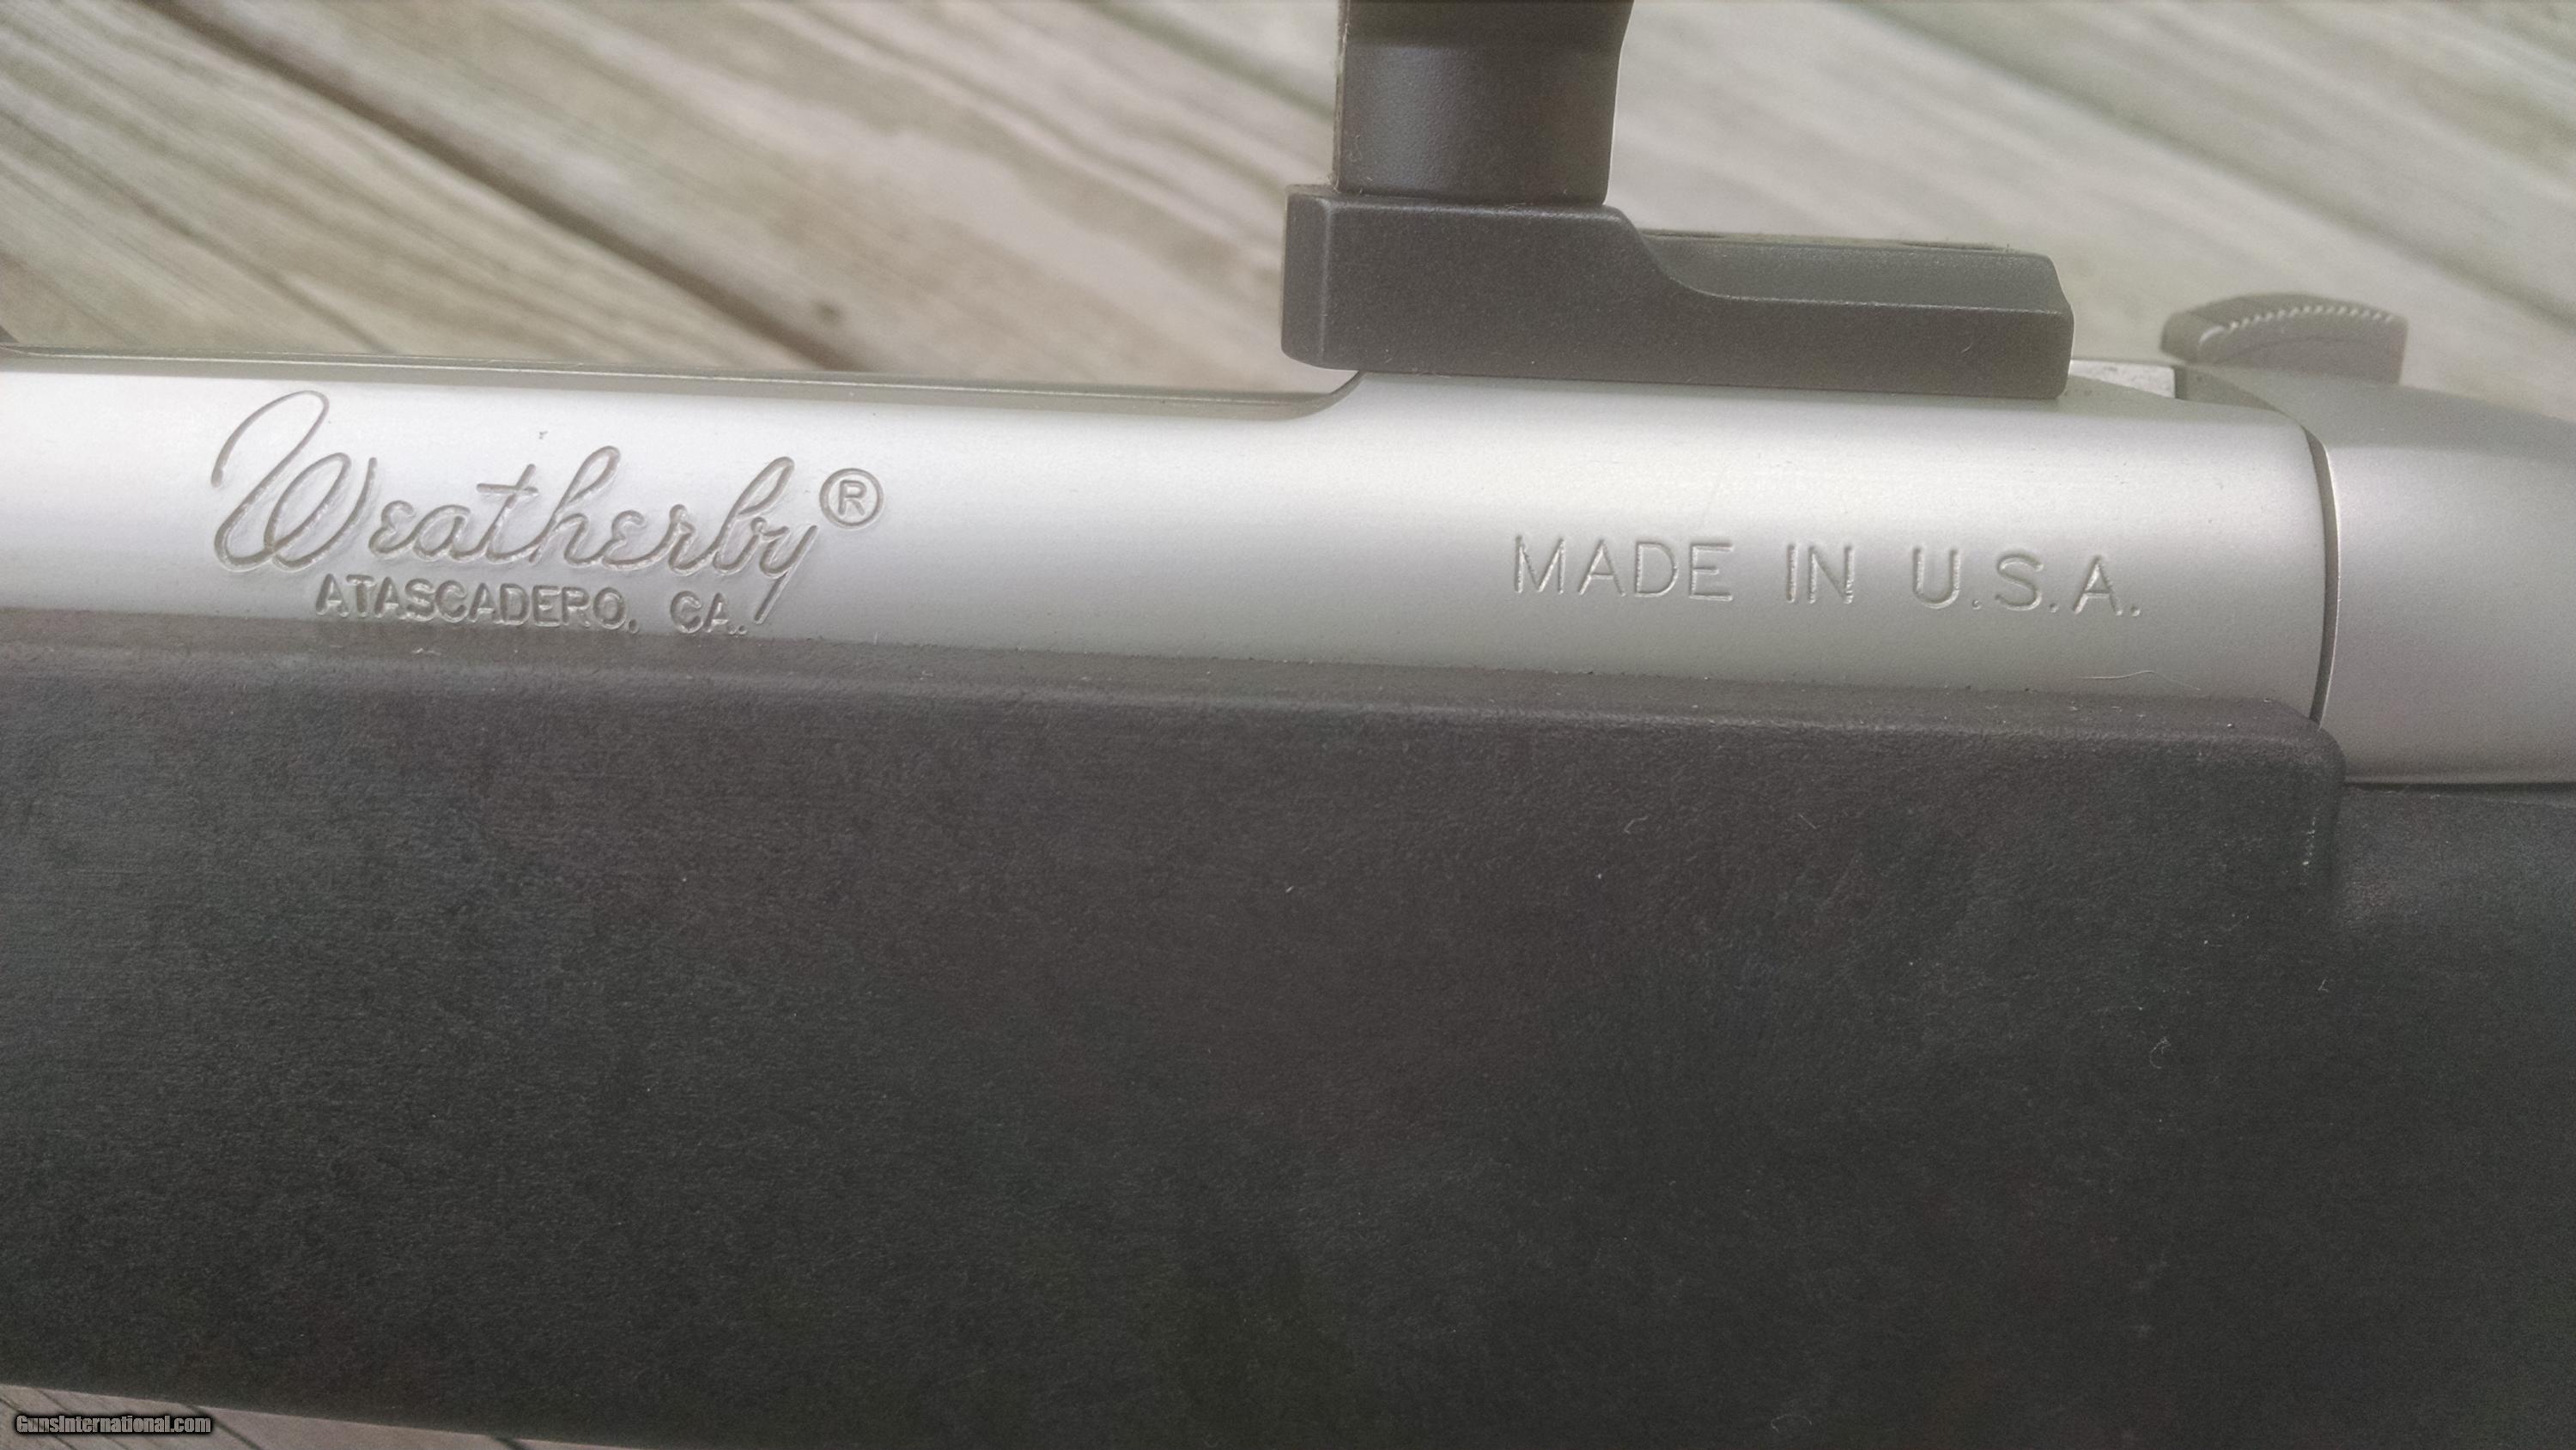 Weatherby®
ATASCADERO, CA.
MADE IN U.S.A.
GunsInternational.com